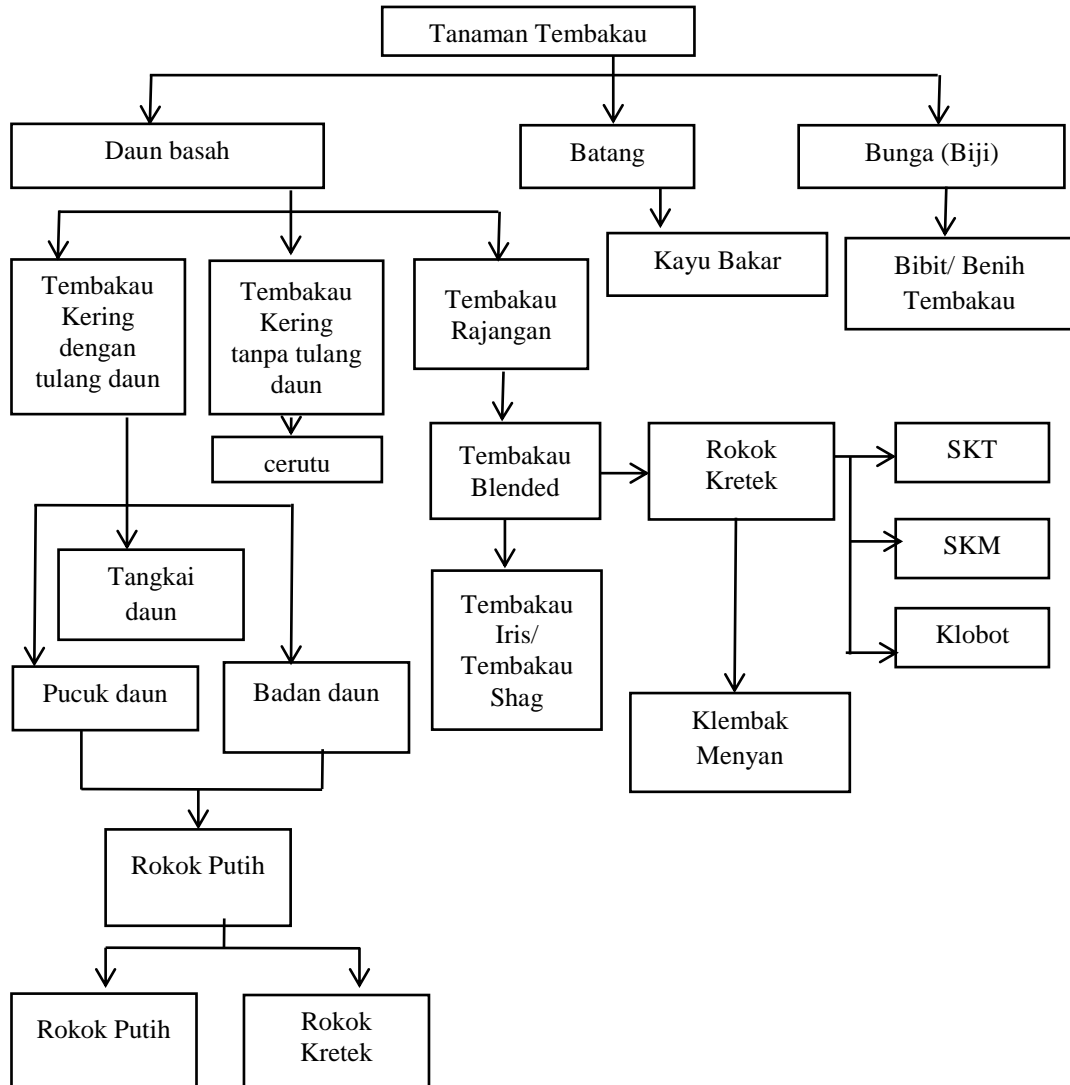 Tanaman Tembakau
Daun basah
Batang
Bunga (Biji)
Kayu Bakar
Bibit/ Benih
Tembakau
Tembakau
Kering
dengan
tulang daun
Tembakau
Kering
tanpa tulang
daun
Tembakau
Rajangan
cerutu
Tembakau
Blended
Rokok
Kretek
SKT
SKM
Klobot
Tangkai
daun
Tembakau
Iris/
Tembakau
Shag
Pucuk daun
Badan daun
Klembak
Menyan
Rokok Putih
Rokok Putih
Rokok
Kretek